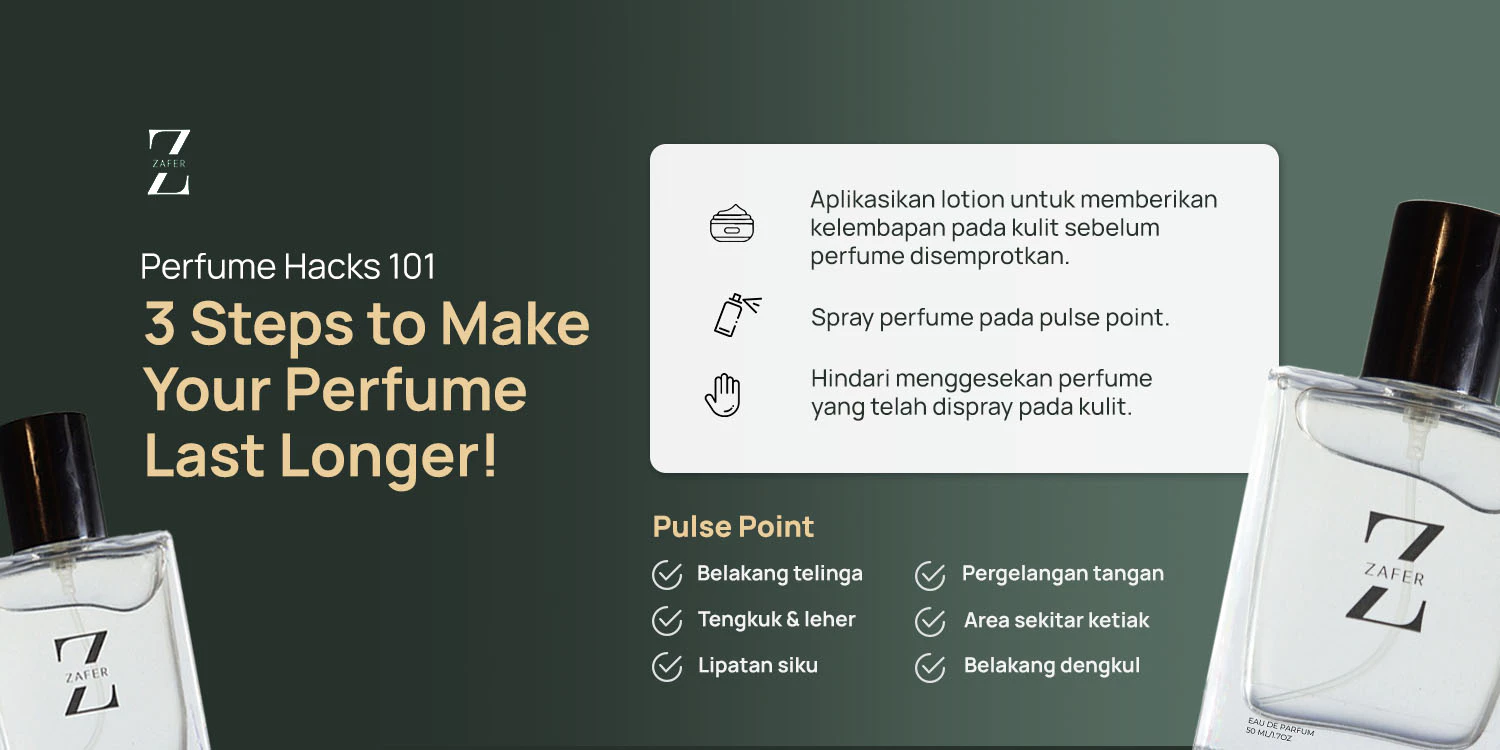 Z
ZAFER
Perfume Hacks 101
3 Steps to Make
Your Perfume
Last Longer!
Aplikasikan lotion untuk memberikan
kelembapan pada kulit sebelum
perfume disemprotkan.
Spray perfume pada pulse point.
Hindari menggesekan perfume
yang telah dispray pada kulit.
Pulse Point
Belakang telinga
Pergelangan tangan
Tengkuk & leher
Area sekitar ketiak
Lipatan siku
Belakang dengkul
Z
ZAFER
Z
ZAFER
EAU DE PARFUM
50 ML/1.7OZ